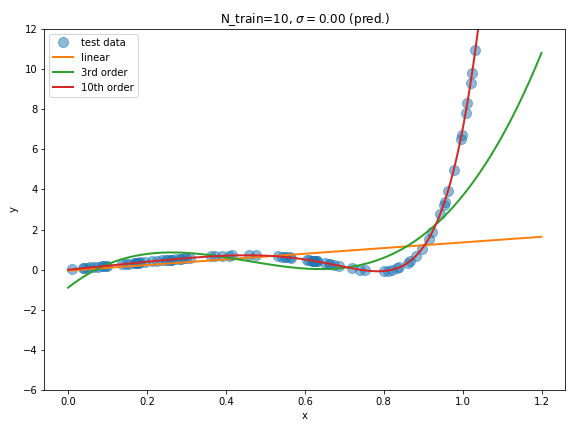 N_train=10, σ = 0.00 (pred.)
test data
linear
3rd order
10th order
12
10
8
6
4
2
0
−2
−4
−6
y
0.0 0.2 0.4 0.6 0.8 1.0 1.2
x